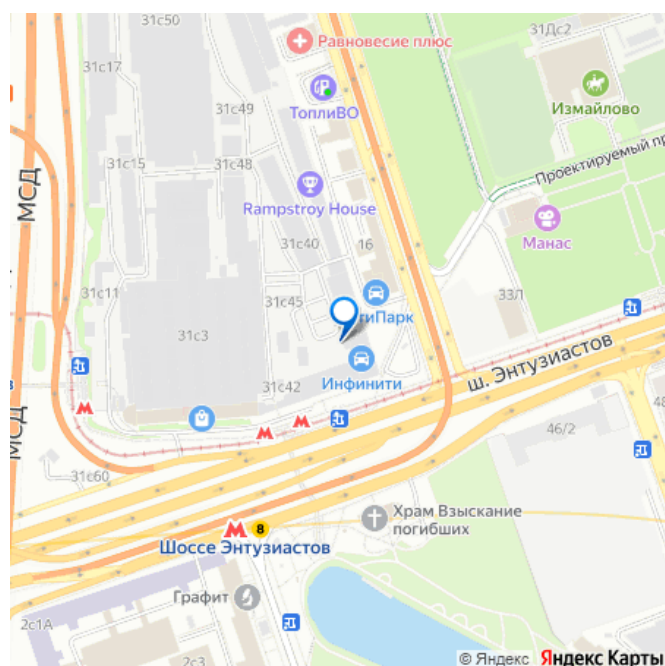 31с50
31Дс2
Равновесие плюс
31с17
ТоплиВО
Измайлово
31с49
МСД
31с15
31с48
Проектируемый пр
Rampstroy House
Манас
31с40
16
31с11
31с45
33Л
тиПарк
31с3
ш. Энтузиастов
31с42
Инфинити
МСД
48
46/2
31с60
8
Храм Взыскание
погибших
Шоссе Энтузиастов
Графит
2с1А
2с3
© Яндекс Яндекс Карты